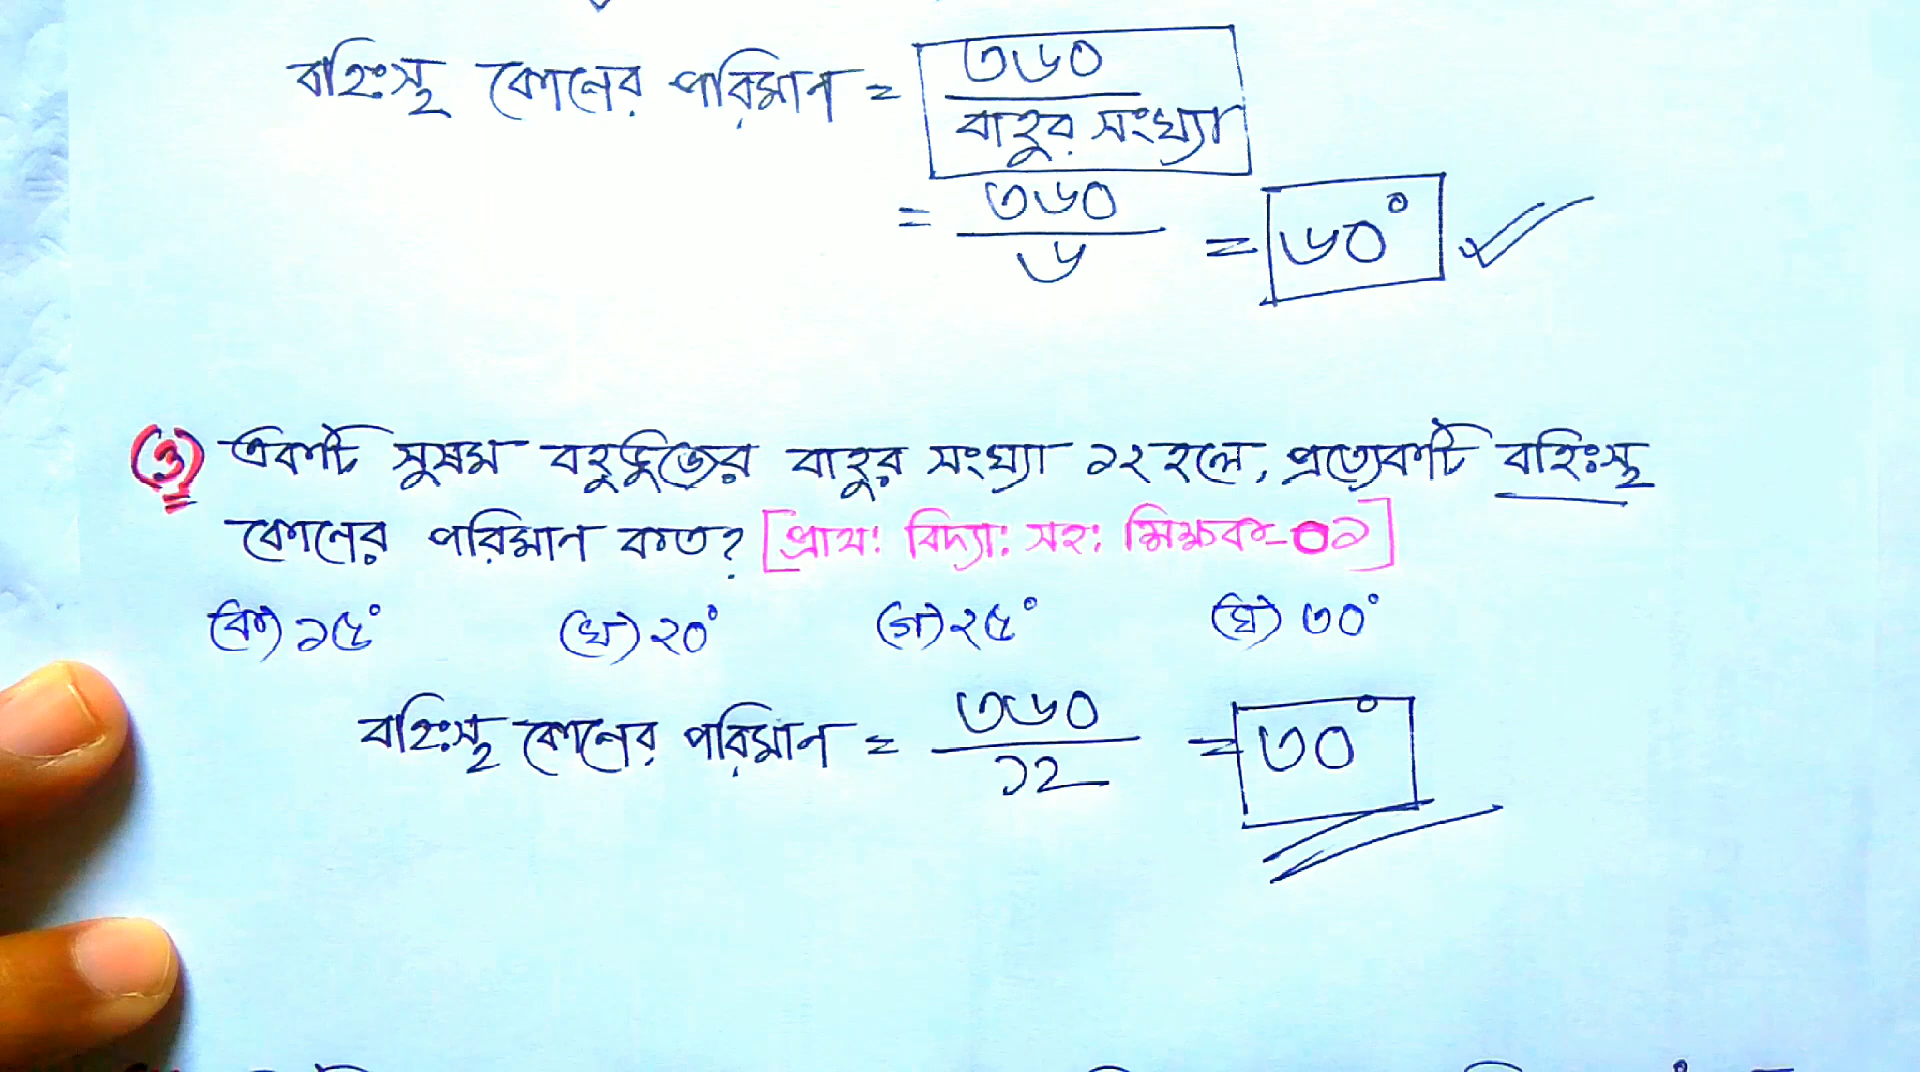 বহিঃস্থ কোনের পরিমান = ৩৬০
বাহুর সংখ্যা
= ৩৬০ / ৬ = ৬০°
(৩) একটি সুষম বহুভুজের বাহুর সংখ্যা ১২ হলে, প্রত্যেকটি বহিঃস্থ
কোনের পরিমান কত? [প্রাথ: বিদ্যা: সহ: শিক্ষক-০১]
(ক) ১৫° (খ) ২০° (গ) ২৫° (ঘ) ৩০°
বহিঃস্থ কোনের পরিমান = ৩৬০ / ১২ = ৩০°